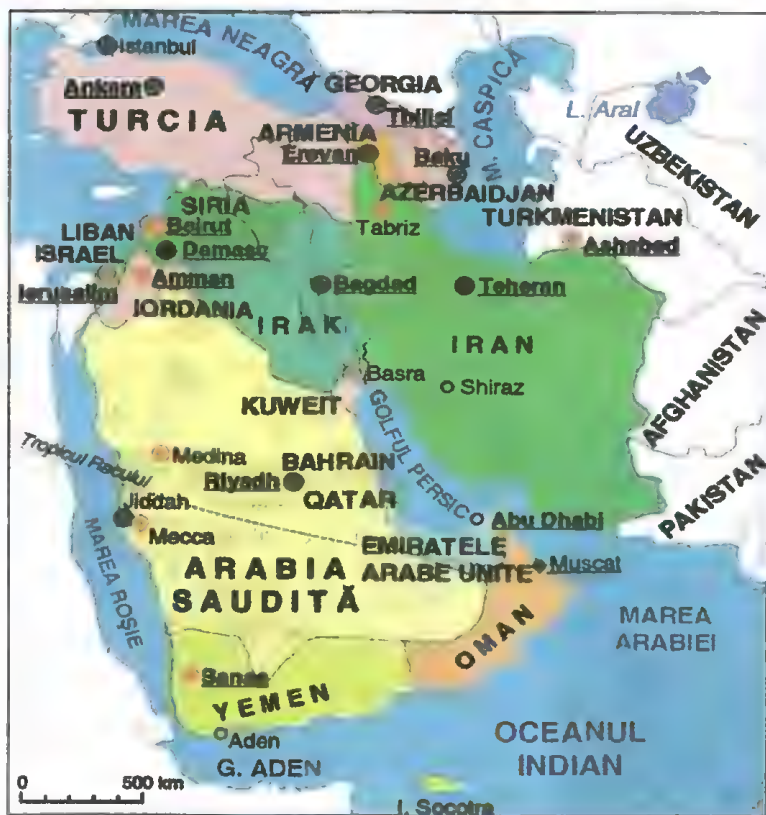 MAREA NEAGRĂ
Istanbul
Ankara
TURCIA
GEORGIA
Tbilisi
ARMENIA
Erevan
M. CASPICĂ
Baku
AZERBAIDJAN
L. Aral
UZBEKISTAN
TURKMENISTAN
Ashabad
SIRIA
LIBAN
Beirut
ISRAEL
Damasc
Tabriz
Ierusalim
Amman
IORDANIA
Bagdad
IRAK
Teheran
IRAN
AFGHANISTAN
Basra
Shiraz
KUWEIT
GOLFUL PERSIC
PAKISTAN
Tropicul Racului
Medina
BAHRAIN
Riyadh
QATAR
Jiddah
Mecca
Abu Dhabi
EMIRATELE
ARABE UNITE
Muscat
ARABIA
SAUDITĂ
MAREA ROȘIE
OMAN
MAREA
ARABIEI
Sanaa
YEMEN
Aden
G. ADEN
OCEANUL
INDIAN
0 500 km
I. Socotra